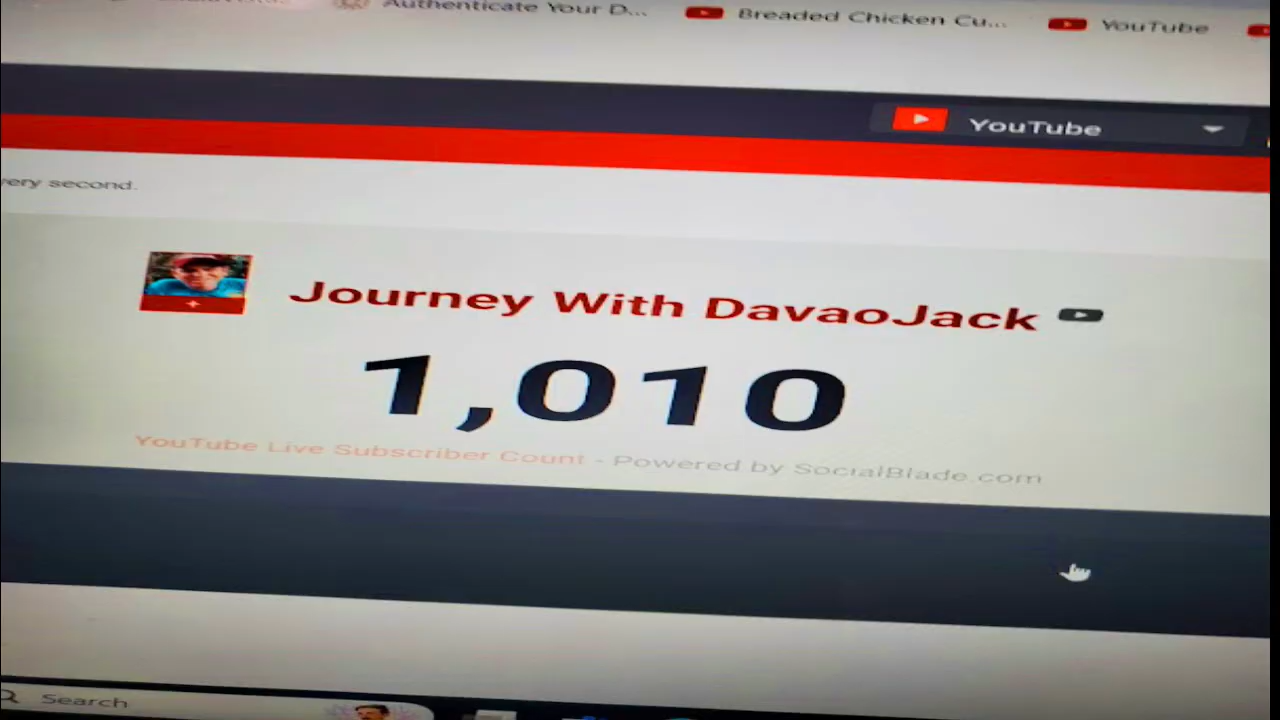 Authenticate Your D...
Breaded Chicken Cu...
YouTube
YouTube
very second.
Journey With DavaoJack
1,010
YouTube Live Subscriber Count - Powered by SocialBlade.com
Search